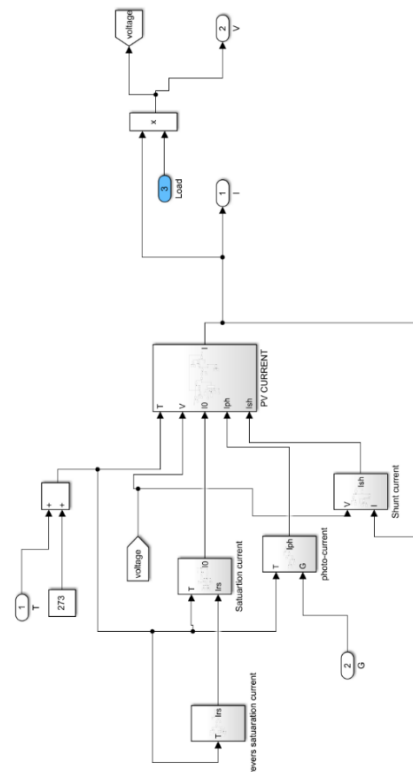 1
T
273
+
+
voltage
T
Irs
evers satuaration current
T
Irs
I0
Satuartion current
2
G
T
G
Iph
photo-current
V
I
Ish
Shunt current
T
V
I0
Iph
Ish
I
PV CURRENT
3
Load
x
voltage
2
V
1
I